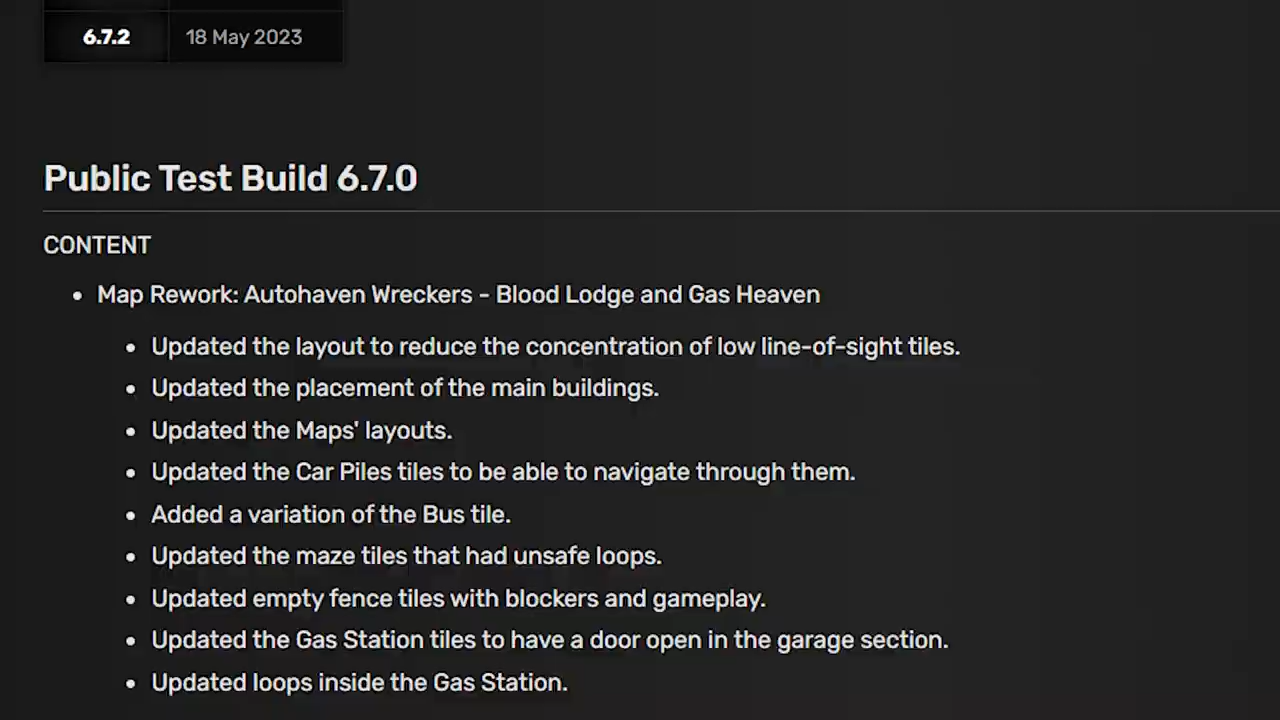 6.7.2 18 May 2023
Public Test Build 6.7.0
CONTENT
• Map Rework: Autohaven Wreckers - Blood Lodge and Gas Heaven
• Updated the layout to reduce the concentration of low line-of-sight tiles.
• Updated the placement of the main buildings.
• Updated the Maps' layouts.
• Updated the Car Piles tiles to be able to navigate through them.
• Added a variation of the Bus tile.
• Updated the maze tiles that had unsafe loops.
• Updated empty fence tiles with blockers and gameplay.
• Updated the Gas Station tiles to have a door open in the garage section.
• Updated loops inside the Gas Station.